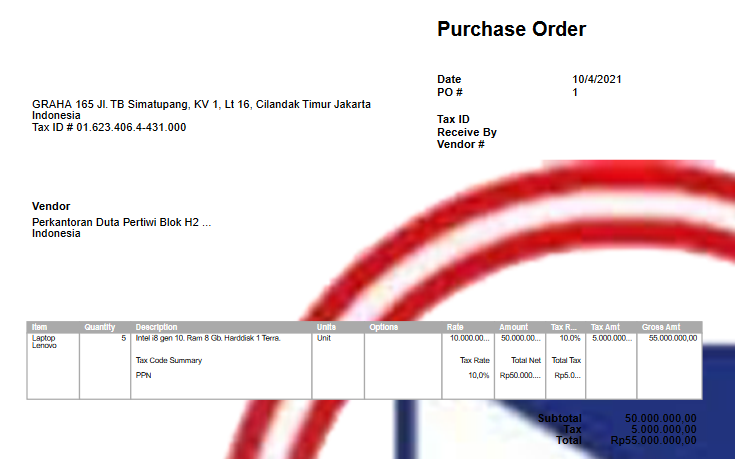 Purchase Order
Date 10/4/2021
PO # 1
GRAHA 165 Jl. TB Simatupang, KV 1, Lt 16, Cilandak Timur Jakarta
Indonesia
Tax ID # 01.623.406.4-431.000
Tax ID
Receive By
Vendor #
Vendor
Perkantoran Duta Pertiwi Blok H2 ...
Indonesia
Item Quantity Description Units Options Rate Amount Tax R... Tax Amt Gross Amt
Laptop Lenovo 5 Intel i8 gen 10. Ram 8 Gb. Harddisk 1 Terra. Unit 10.000.00... 50.000.00... 10.0% 5.000.000... 55.000.000,00
Tax Code Summary Tax Rate Total Net Total Tax
PPN 10,0% Rp50.000.... Rp5.0...
Subtotal 50.000.000,00
Tax 5.000.000,00
Total Rp55.000.000,00